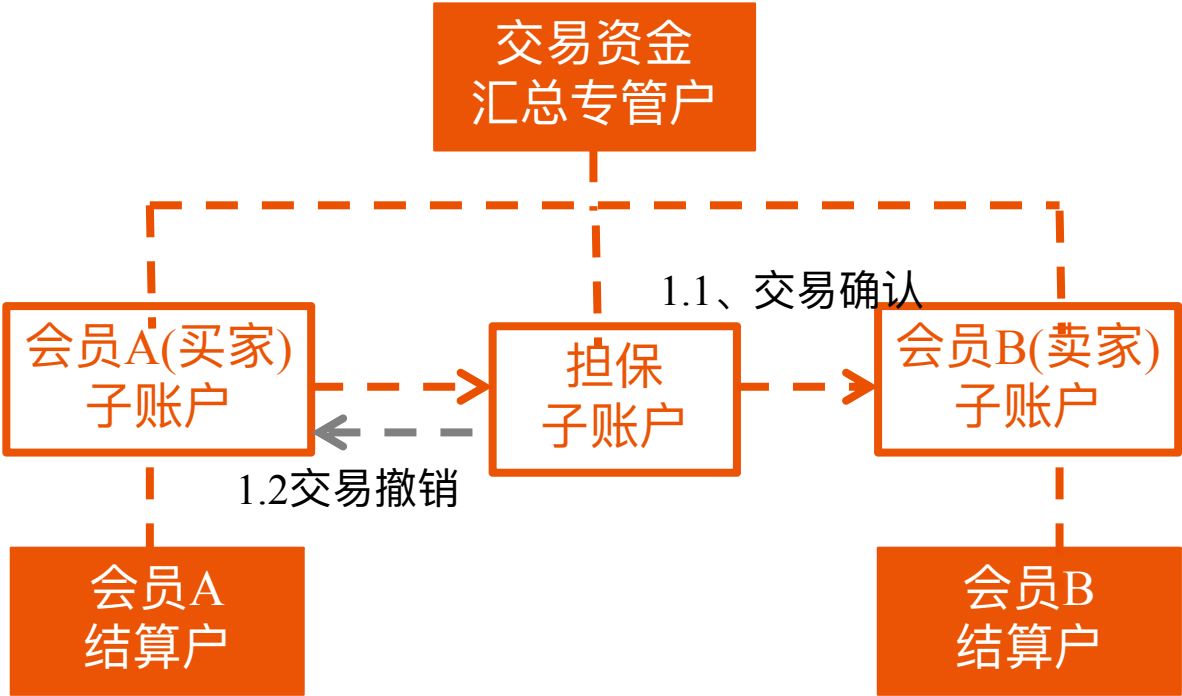 交易资金
汇总专管户
1.1、交易确认
会员A(买家)
子账户
担保
子账户
会员B(卖家)
子账户
1.2交易撤销
会员A
结算户
会员B
结算户